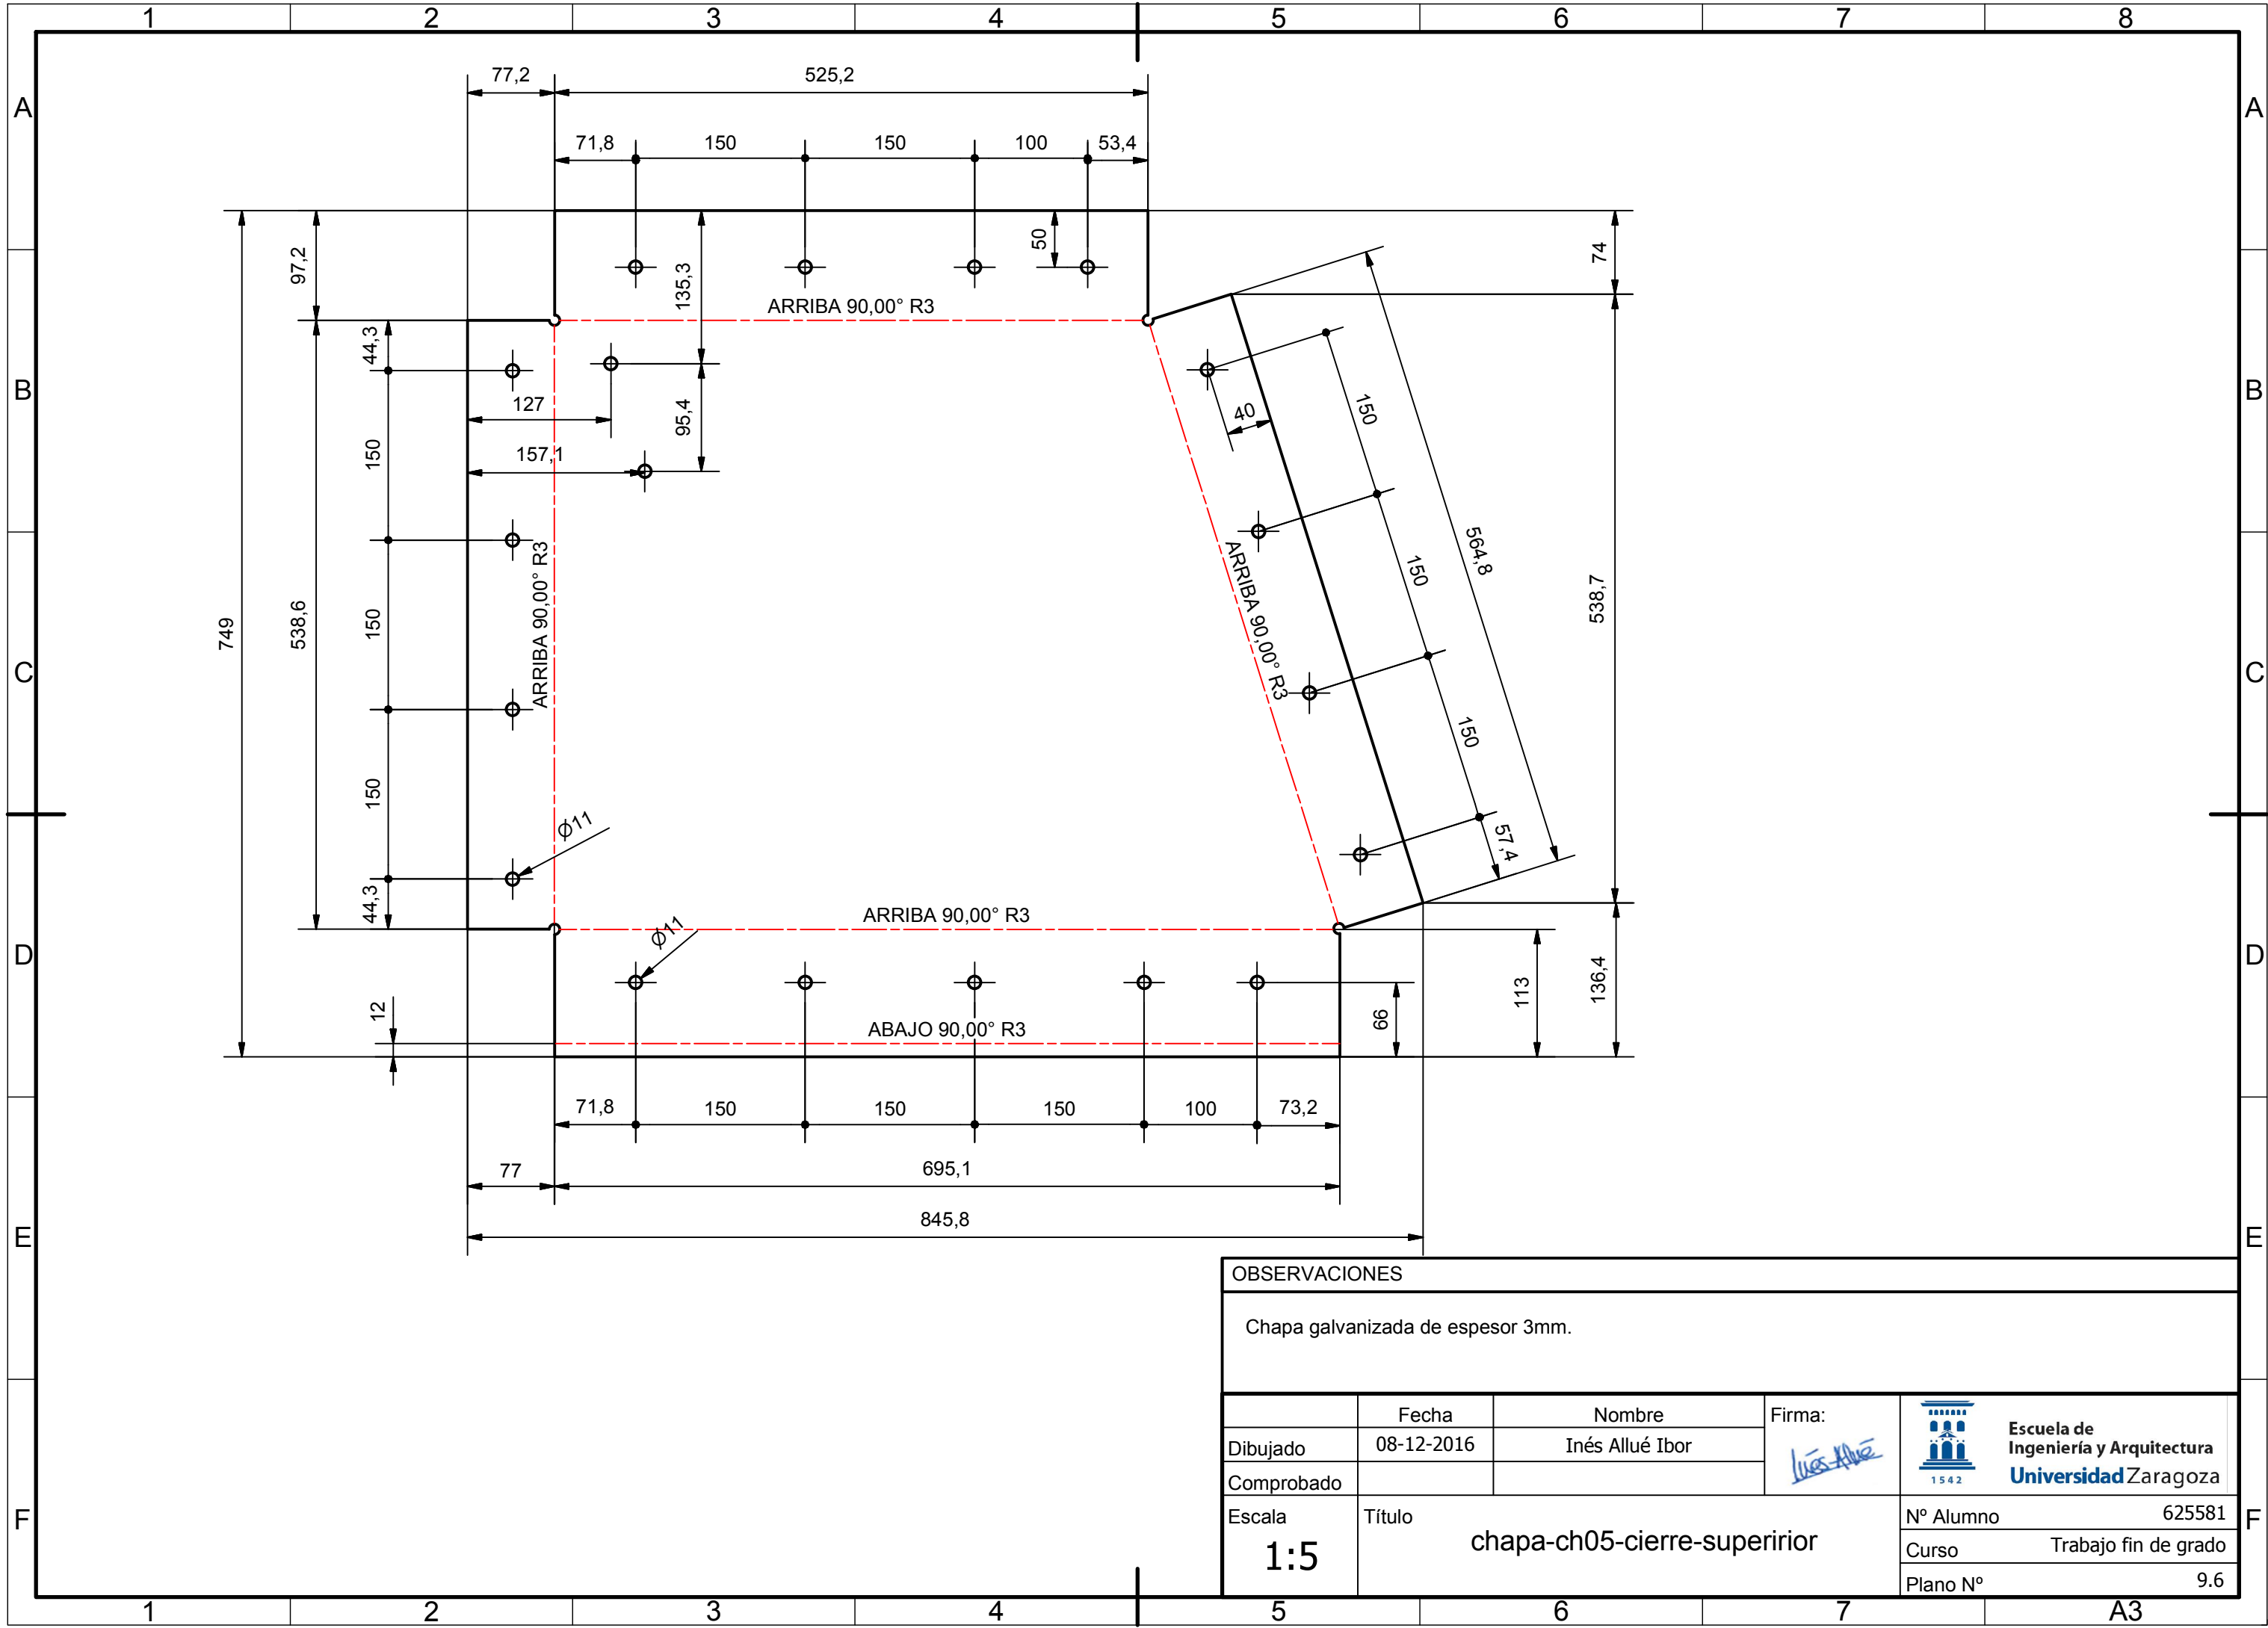 1 2 3 4 5 6 7 8
A A
B B
C C
D D
E E
F F
77,2 525,2
71,8 150 150 100 53,4
97,2
135,3
50
74
ARRIBA 90,00° R3
44,3
127
95,4
157,1
40
150
150
150
564,8
538,7
150
150
150
749
538,6
ARRIBA 90,00° R3
ARRIBA 90,00° R3
57,4
Ø11
44,3
ARRIBA 90,00° R3
Ø11
12
ABAJO 90,00° R3
66
113
136,4
71,8 150 150 150 100 73,2
77 695,1
845,8
OBSERVACIONES
Chapa galvanizada de espesor 3mm.
Fecha Nombre Firma:
Dibujado 08-12-2016 Inés Allué Ibor
Inés Allué
Comprobado
1542
Escuela de
Ingeniería y Arquitectura
Universidad Zaragoza
Escala
1:5
Título
chapa-ch05-cierre-superirior
Nº Alumno 625581
Curso Trabajo fin de grado
Plano Nº 9.6
1 2 3 4 5 6 7 A3